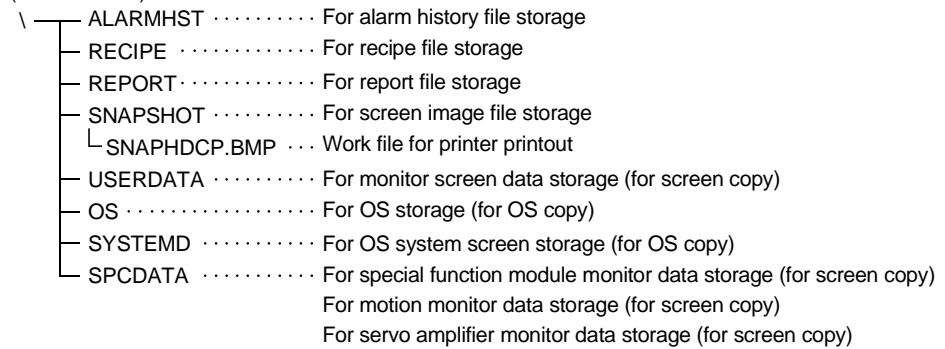 \ ALARMHST ·········· For alarm history file storage
RECIPE ············· For recipe file storage
REPORT ············· For report file storage
SNAPSHOT ·········· For screen image file storage
SNAPHDCP.BMP ··· Work file for printer printout
USERDATA ·········· For monitor screen data storage (for screen copy)
OS ·················· For OS storage (for OS copy)
SYSTEMD ··········· For OS system screen storage (for OS copy)
SPCDATA ··········· For special function module monitor data storage (for screen copy)
For motion monitor data storage (for screen copy)
For servo amplifier monitor data storage (for screen copy)